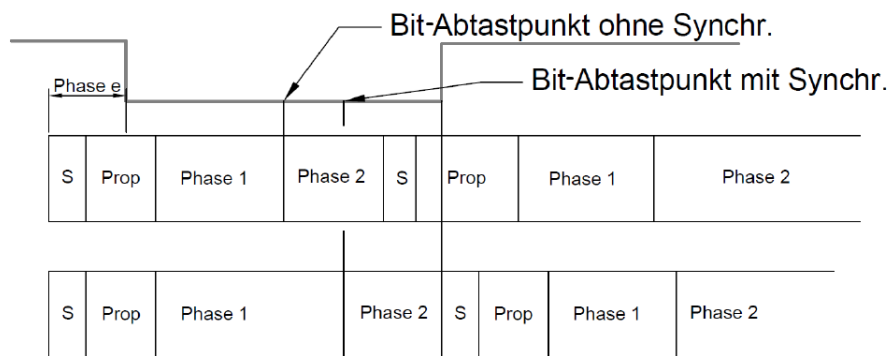 Bit-Abtastpunkt ohne Synchr.
Phase e
Bit-Abtastpunkt mit Synchr.
S Prop Phase 1 Phase 2 S Prop Phase 1 Phase 2
S Prop Phase 1 Phase 2 S Prop Phase 1 Phase 2